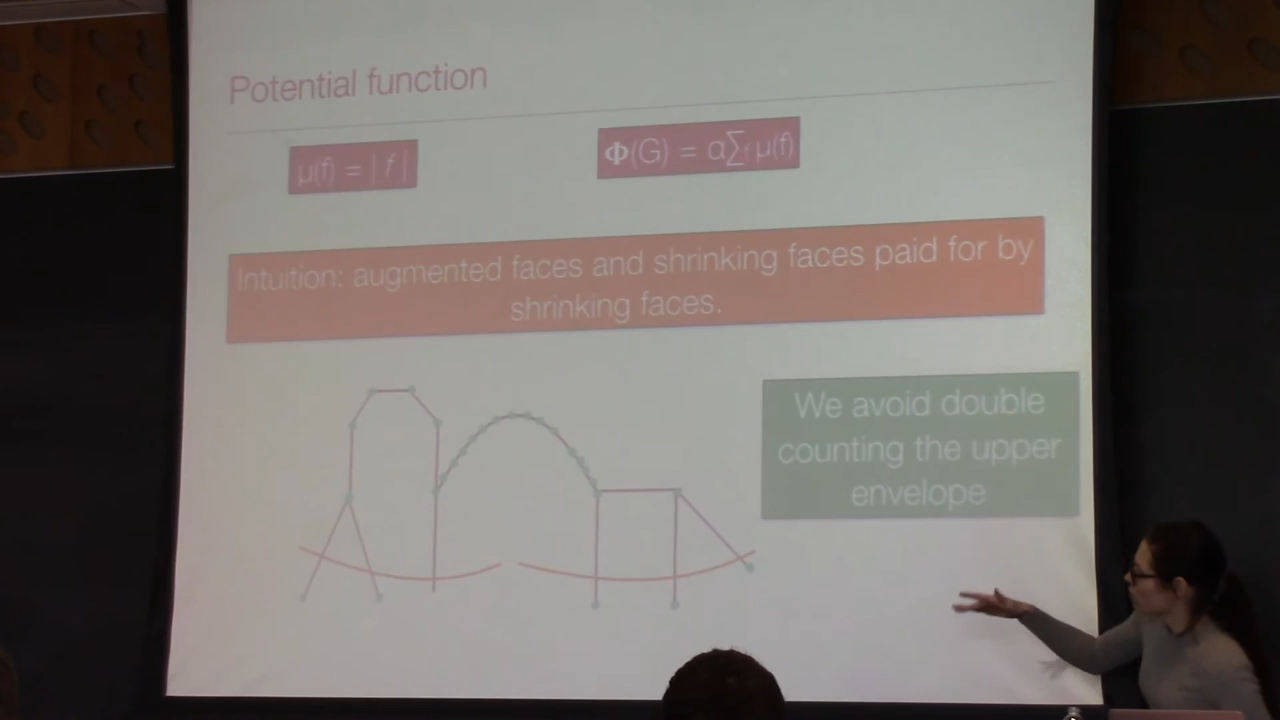 Potential function
μ(f) = | f |
Φ(G) = α∑f μ(f)
Intuition: augmented faces and shrinking faces paid for by
shrinking faces.
We avoid double
counting the upper
envelope